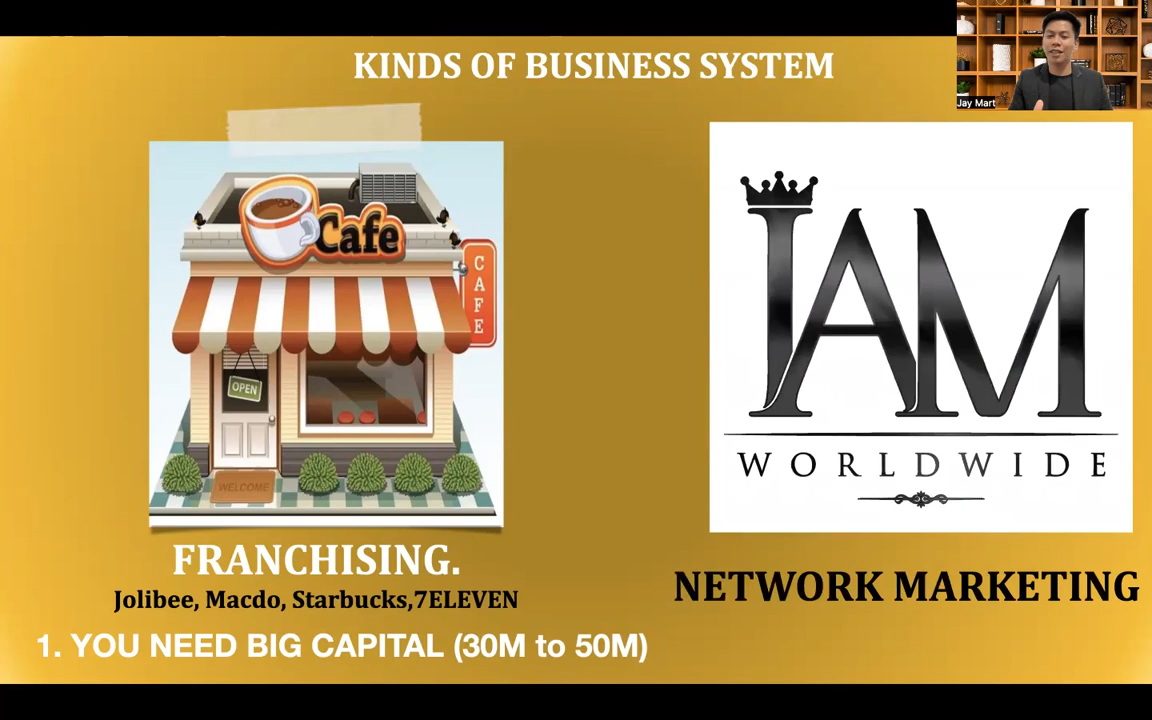 KINDS OF BUSINESS SYSTEM
Jay Mart
Cafe
CAFE
OPEN
WELCOME
IAM
WORLDWIDE
FRANCHISING.
Jolibee, Macdo, Starbucks,7ELEVEN
NETWORK MARKETING
1. YOU NEED BIG CAPITAL (30M to 50M)